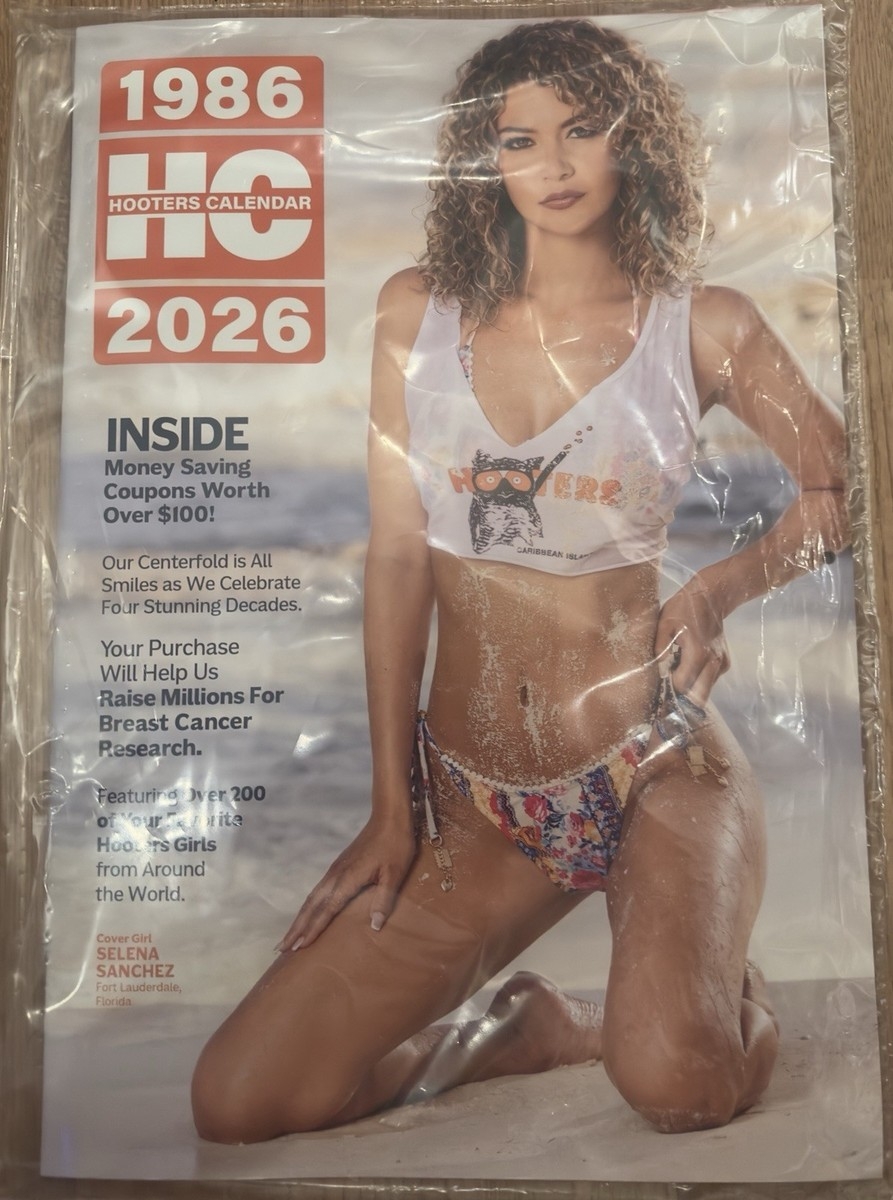 1986
HC
HOOTERS CALENDAR
2026
INSIDE
Money Saving
Coupons Worth
Over $100!
Our Centerfold is All
Smiles as We Celebrate
Four Stunning Decades.
Your Purchase
Will Help Us
Raise Millions For
Breast Cancer
Research.
Featuring Over 200
of Your Favorite
Hooters Girls
from Around
the World.
Cover Girl
SELENA
SANCHEZ
Fort Lauderdale,
Florida
HOOTERS
CARIBBEAN